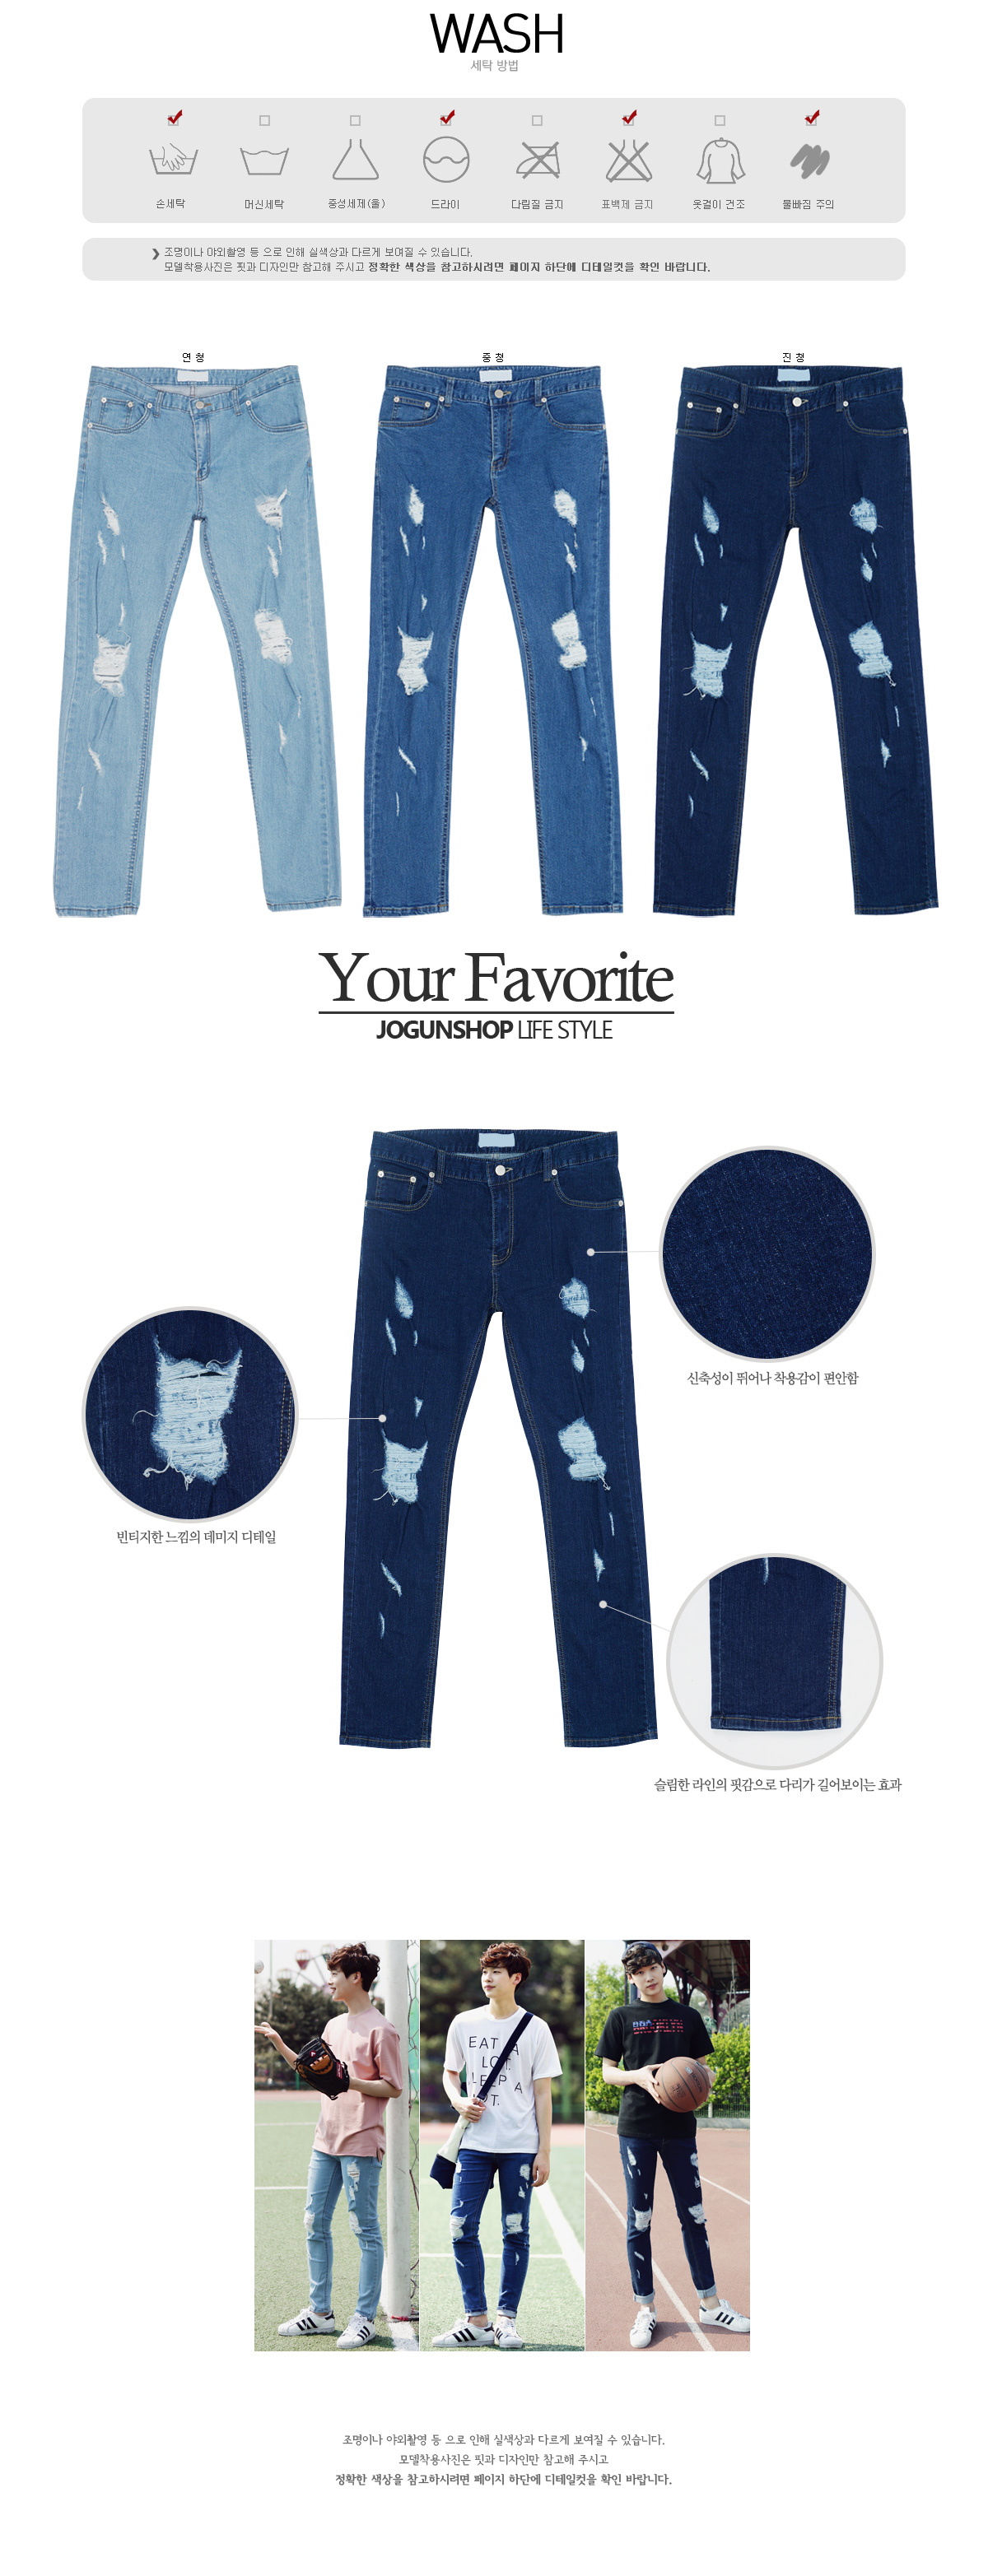 WASH
세탁 방법
손세탁
머신세탁
중성세제(울)
드라이
다림질 금지
표백제 금지
옷걸이 건조
물빠짐 주의
조명이나 야외촬영 등 으로 인해 실색상과 다르게 보여질 수 있습니다.
모델착용사진은 핏과 디자인만 참고해 주시고 정확한 색상을 참고하시려면 페이지 하단에 디테일컷을 확인 바랍니다.
연 청
중 청
진 청
Your Favorite
JOGUNSHOP LIFE STYLE
신축성이 뛰어나 착용감이 편안함
빈티지한 느낌의 데미지 디테일
슬림한 라인의 핏감으로 다리가 길어보이는 효과
EAT A
LOT.
SLEEP A
LOT.
BROOKLYN
조명이나 야외촬영 등 으로 인해 실색상과 다르게 보여질 수 있습니다.
모델착용사진은 핏과 디자인만 참고해 주시고
정확한 색상을 참고하시려면 페이지 하단에 디테일컷을 확인 바랍니다.